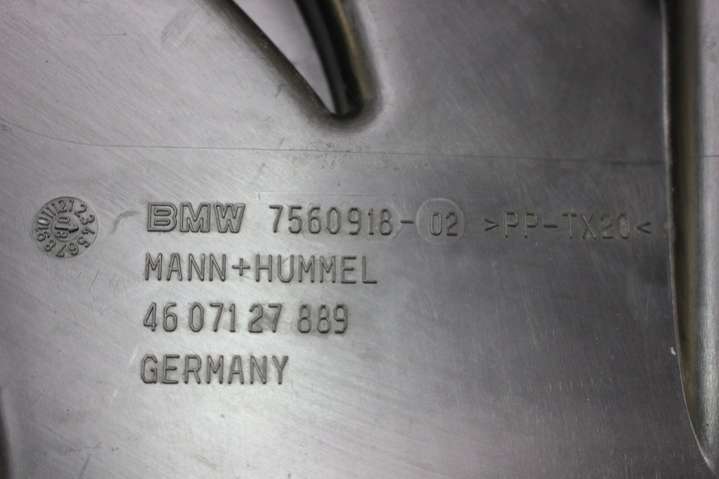 BMW 7560918-02 >PP-TX20<
MANN+HUMMEL
46 071 27 889
GERMANY